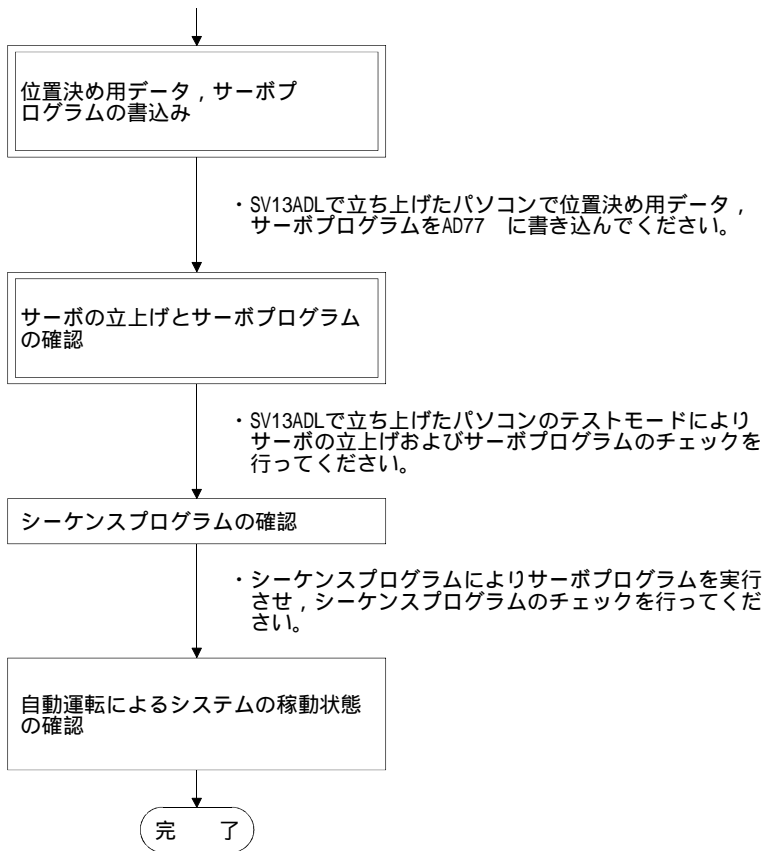 位置決め用データ，サーボプ
ログラムの書込み
・SV13ADLで立ち上げたパソコンで位置決め用データ，
サーボプログラムをAD77　に書き込んでください。
サーボの立上げとサーボプログラム
の確認
・SV13ADLで立ち上げたパソコンのテストモードにより
サーボの立上げおよびサーボプログラムのチェックを
行ってください。
シーケンスプログラムの確認
・シーケンスプログラムによりサーボプログラムを実行
させ，シーケンスプログラムのチェックを行ってくだ
さい。
自動運転によるシステムの稼動状態
の確認
完　　了